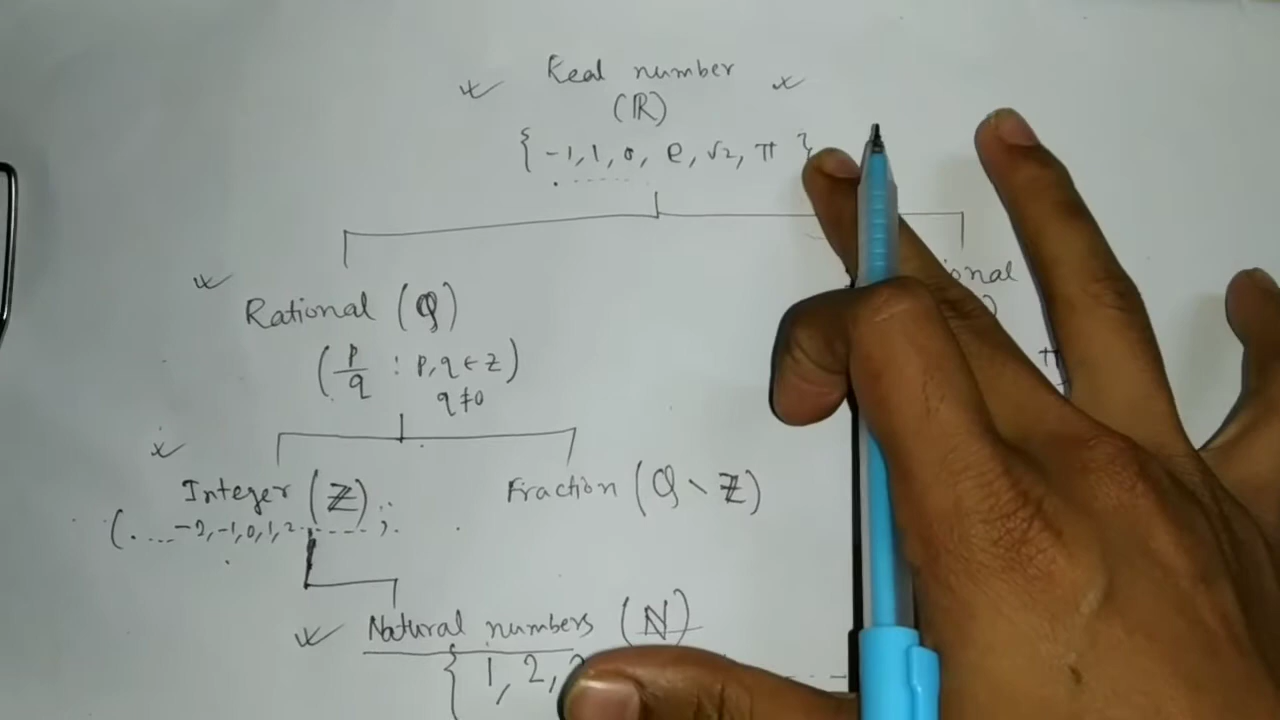 Real number
(ℝ)
{ -1, 1, 0, e, √2, π }
Rational (ℚ)
(p/q : p, q ∈ z)
q ≠ 0
Integer (ℤ)
(. ... -2, -1, 0, 1, 2 -----
Fraction (ℚ \ ℤ)
Natural numbers (ℕ)
{ 1, 2,